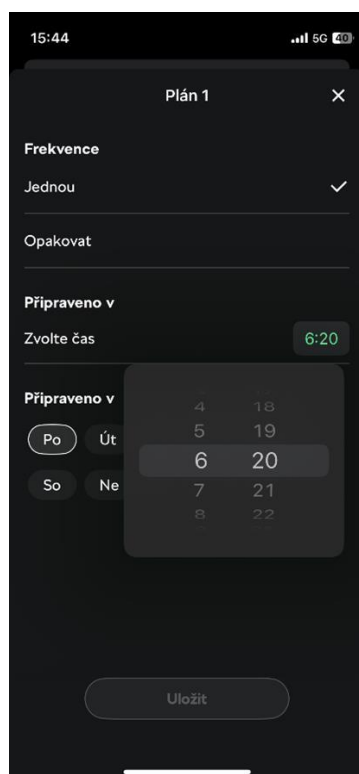 15:44 5G 40
Plán 1
Frekvence
Jednou
Opakovat
Připraveno v
Zvolte čas 6:20
Připraveno v
4 18
Po Út 5 19
6 20
So Ne 7 21
8 22
Uložit